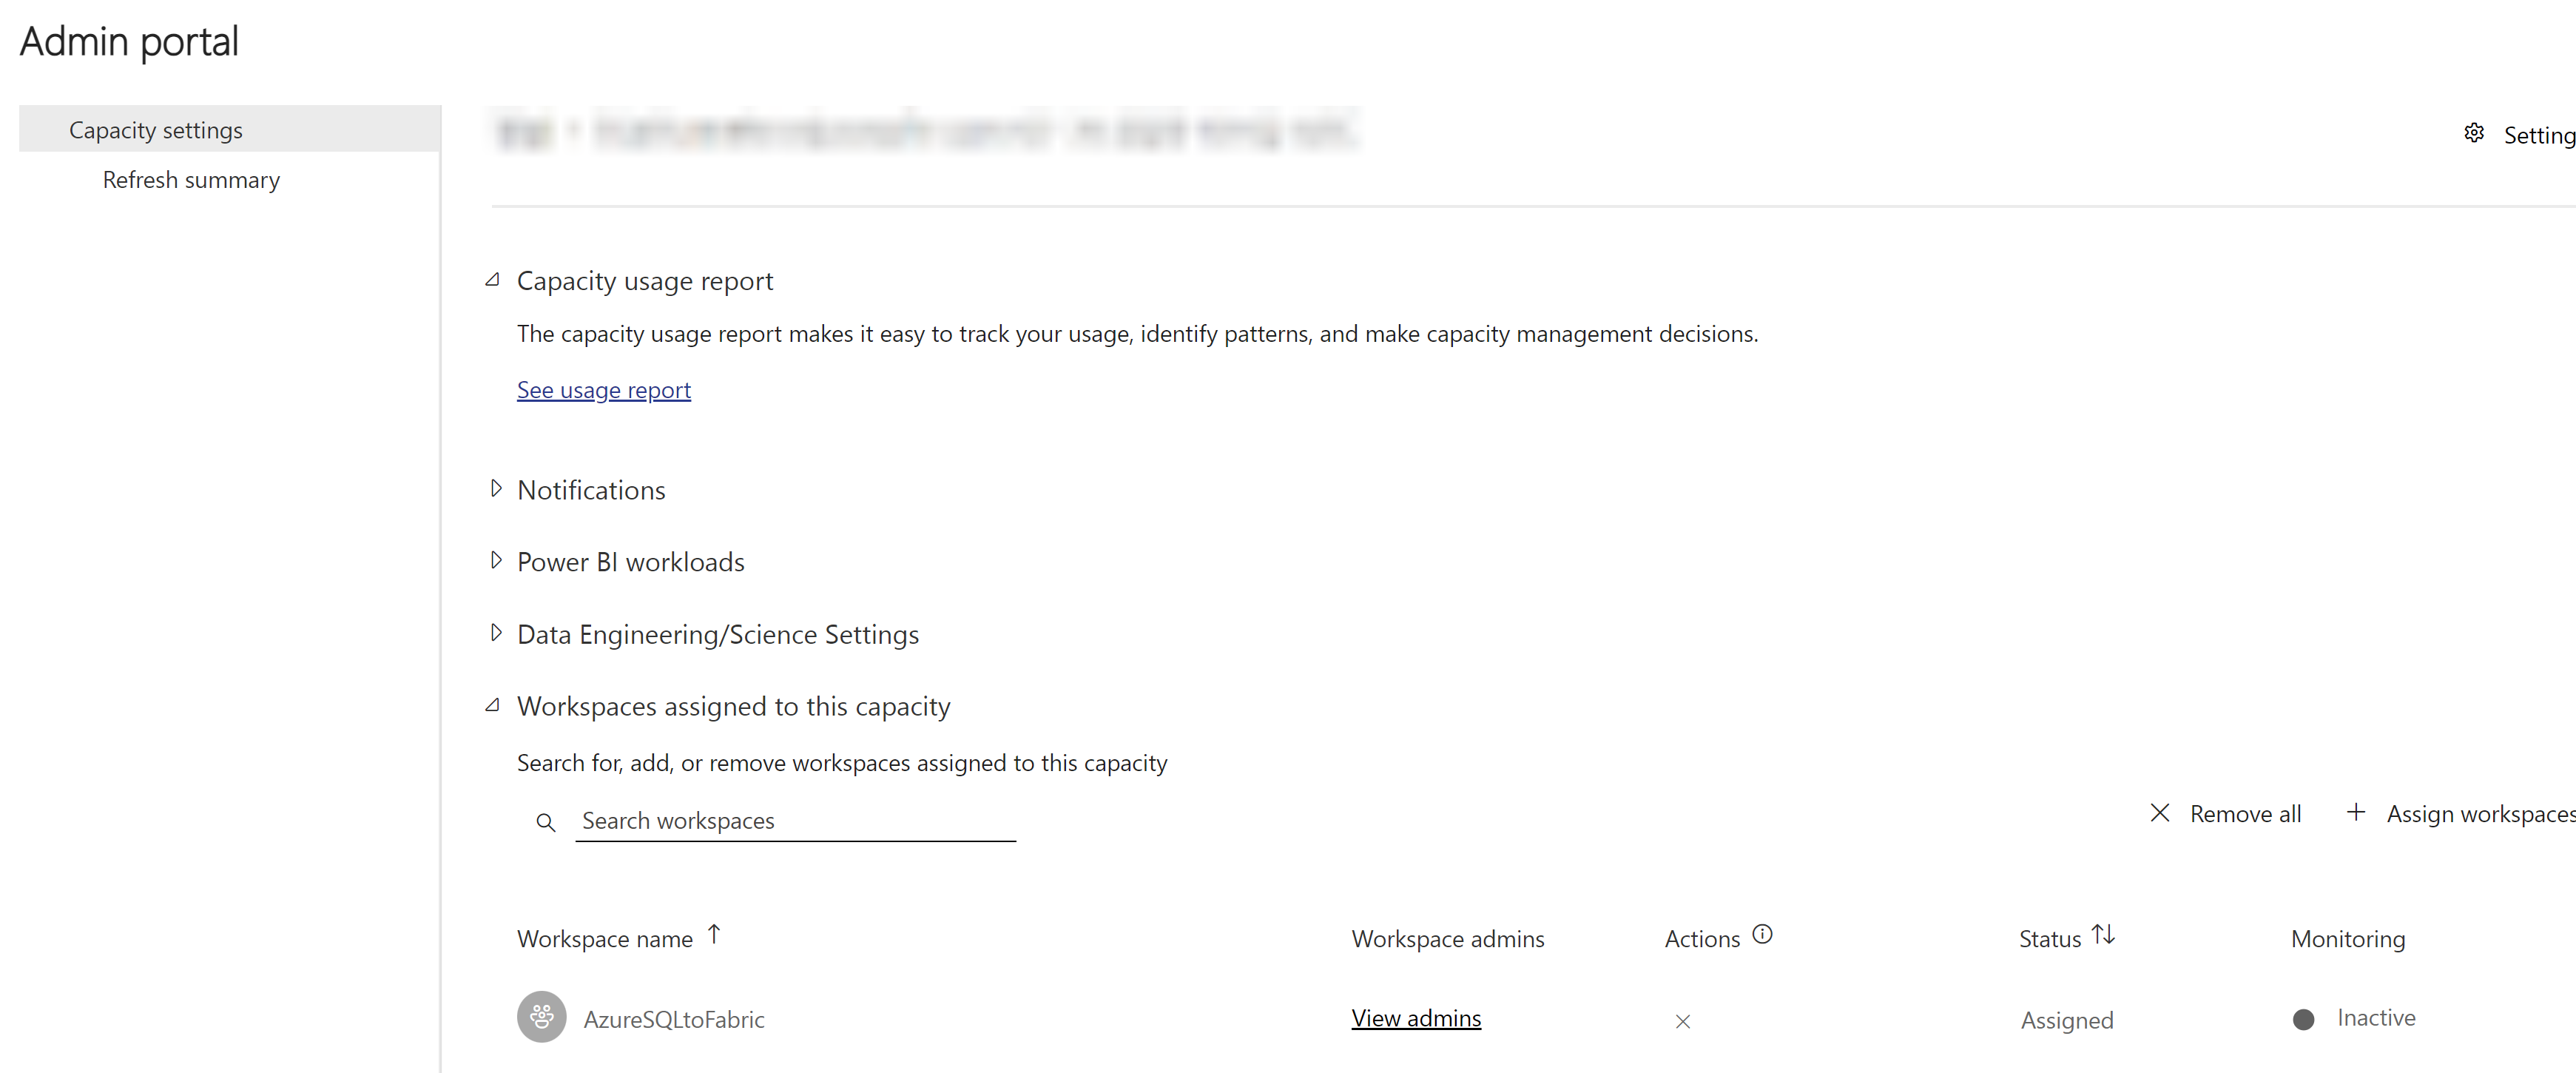 Admin portal
Capacity settings
Refresh summary
Setting
Capacity usage report
The capacity usage report makes it easy to track your usage, identify patterns, and make capacity management decisions.
See usage report
Notifications
Power BI workloads
Data Engineering/Science Settings
Workspaces assigned to this capacity
Search for, add, or remove workspaces assigned to this capacity
Search workspaces
Remove all
Assign workspaces
Workspace name Workspace admins Actions Status Monitoring
AzureSQLtoFabric View admins Assigned Inactive